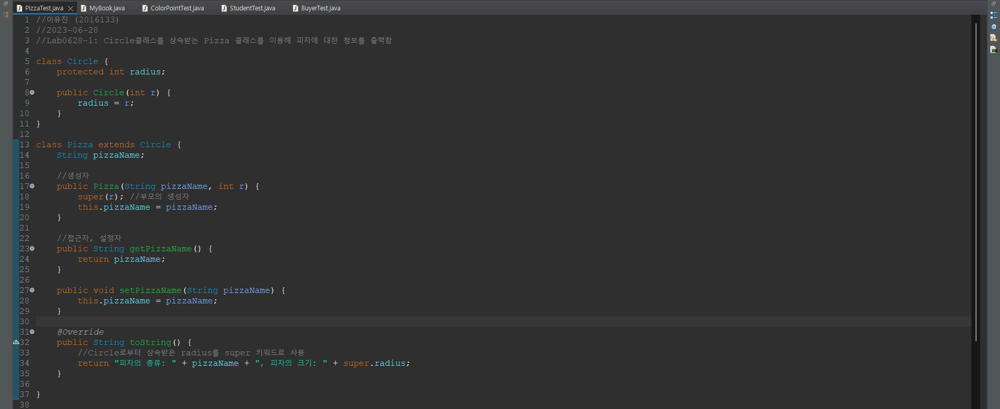 PizzaTest.java MyBook.java ColorPointTest.java StudentTest.java BuyerTest.java
1 //이유진 (2016133)
2 //2023-06-28
3 //Lab0628-1: Circle클래스를 상속받는 Pizza 클래스를 이용해 피자에 대한 정보를 출력함
4
5 class Circle {
6     protected int radius;
7
8     public Circle(int r) {
9         radius = r;
10     }
11 }
12
13 class Pizza extends Circle {
14     String pizzaName;
15
16     //생성자
17     public Pizza(String pizzaName, int r) {
18         super(r); //부모의 생성자
19         this.pizzaName = pizzaName;
20     }
21
22     //접근자, 설정자
23     public String getPizzaName() {
24         return pizzaName;
25     }
26
27     public void setPizzaName(String pizzaName) {
28         this.pizzaName = pizzaName;
29     }
30
31     @Override
32     public String toString() {
33         //Circle로부터 상속받은 radius를 super 키워드로 사용
34         return "피자의 종류: " + pizzaName + ", 피자의 크기: " + super.radius;
35     }
36
37 }
38